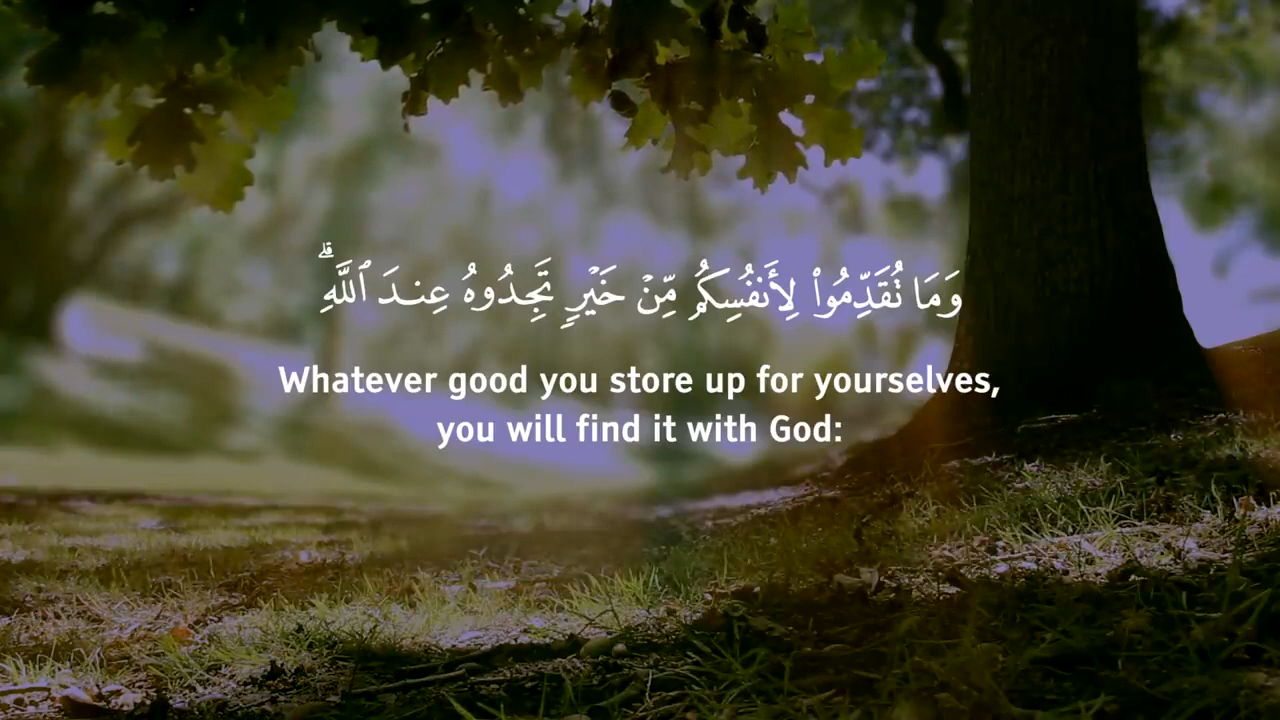 وَمَا تُقَدِّمُوا۟ لِأَنفُسِكُم مِّنْ خَيْرٍ تَجِدُوهُ عِندَ ٱللَّهِ ۗ
Whatever good you store up for yourselves,
you will find it with God: